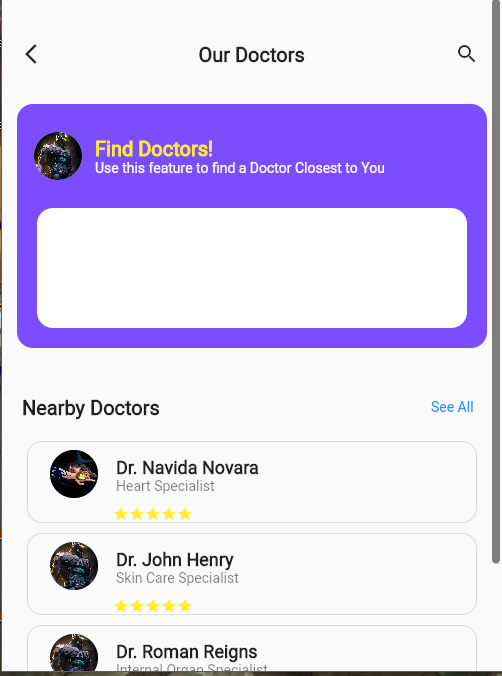 Our Doctors
Find Doctors!
Use this feature to find a Doctor Closest to You
Nearby Doctors
See All
Dr. Navida Novara
Heart Specialist
Dr. John Henry
Skin Care Specialist
Dr. Roman Reigns
Internal Organ Specialist